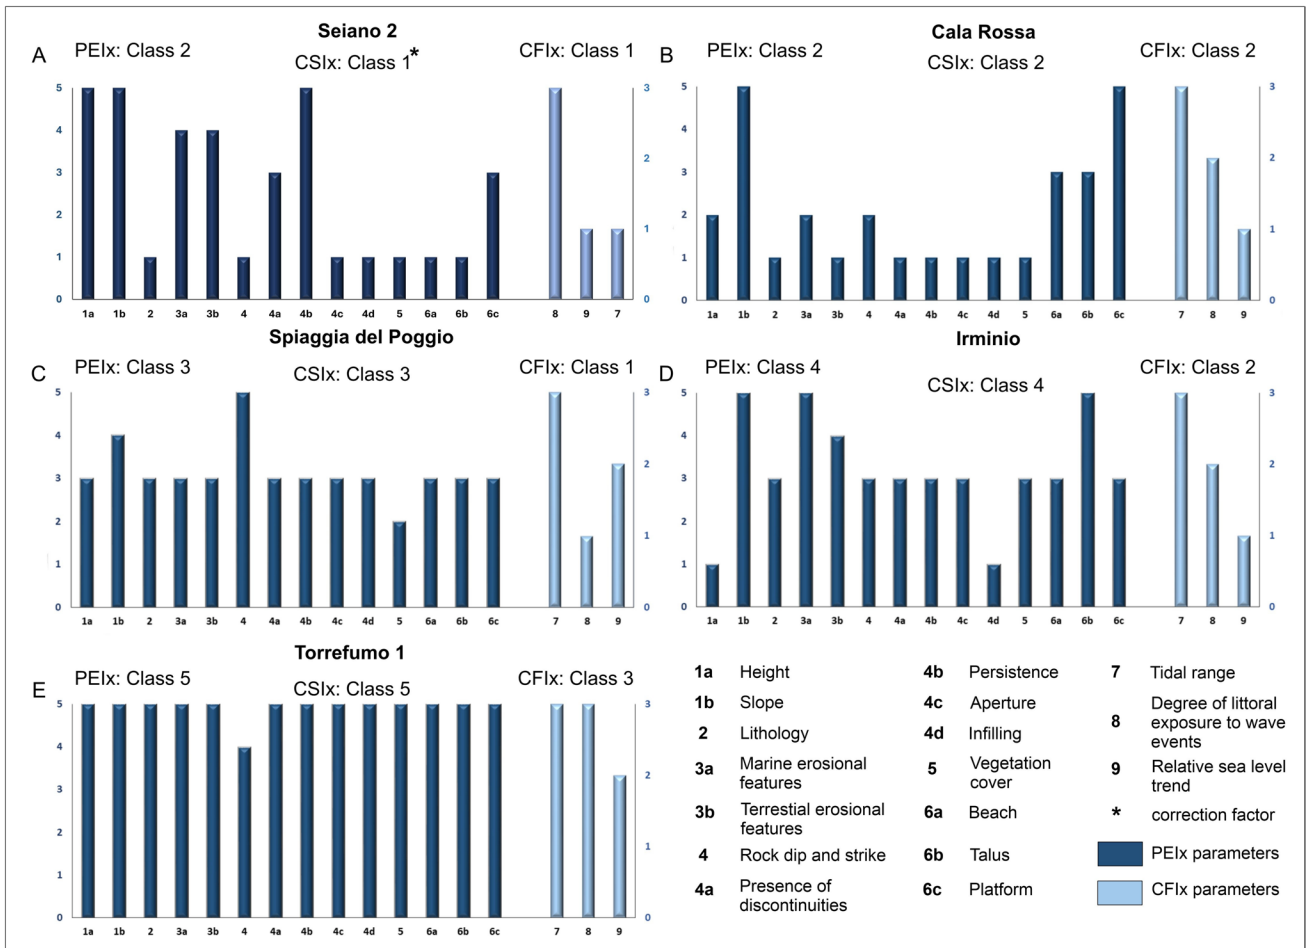 Seiano 2
A
PEIx: Class 2
CSIx: Class 1*
CFIx: Class 1
5
4
3
2
1
0
3
2
1
0
1a 1b 2 3a 3b 4 4a 4b 4c 4d 5 6a 6b 6c 8 9 7
Cala Rossa
B
PEIx: Class 2
CSIx: Class 2
CFIx: Class 2
5
4
3
2
1
0
3
2
1
0
1a 1b 2 3a 3b 4 4a 4b 4c 4d 5 6a 6b 6c 7 8 9
Spiaggia del Poggio
C
PEIx: Class 3
CSIx: Class 3
CFIx: Class 1
5
4
3
2
1
0
3
2
1
0
1a 1b 2 3a 3b 4 4a 4b 4c 4d 5 6a 6b 6c 7 8 9
Irminio
D
PEIx: Class 4
CSIx: Class 4
CFIx: Class 2
5
4
3
2
1
0
3
2
1
0
1a 1b 2 3a 3b 4 4a 4b 4c 4d 5 6a 6b 6c 7 8 9
Torrefumo 1
E
PEIx: Class 5
CSIx: Class 5
CFIx: Class 3
5
4
3
2
1
0
3
2
1
0
1a 1b 2 3a 3b 4 4a 4b 4c 4d 5 6a 6b 6c 7 8 9
1a Height
1b Slope
2 Lithology
3a Marine erosional
features
3b Terrestial erosional
features
4 Rock dip and strike
4a Presence of
discontinuities
4b Persistence
4c Aperture
4d Infilling
5 Vegetation
cover
6a Beach
6b Talus
6c Platform
7 Tidal range
8 Degree of littoral
exposure to wave
events
9 Relative sea level
trend
* correction factor
PEIx parameters
CFIx parameters